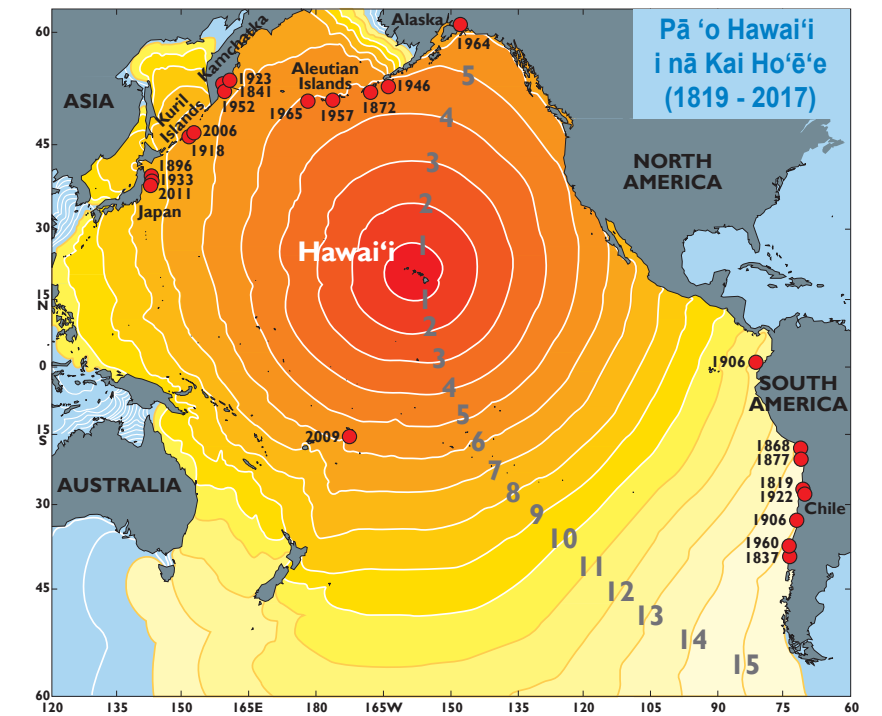 Pā ʻo Hawaiʻi
i nā Kai Hoʻēʻe
(1819 - 2017)
Alaska
1964
Kamchatka
1923
1841
1952
Aleutian
Islands
1946
1872
1957
1965
ASIA
Kuril
Islands
2006
1918
1896
1933
2011
Japan
NORTH
AMERICA
Hawaiʻi
5
4
3
2
1
1
2
3
4
5
6
7
8
9
10
11
12
13
14
15
1906
SOUTH
AMERICA
2009
1868
1877
1819
1922
Chile
1906
1960
1837
AUSTRALIA
60
45
30
15
N
0
15
S
30
45
60
120
135
150
165E
180
165W
150
135
120
105
90
75
60